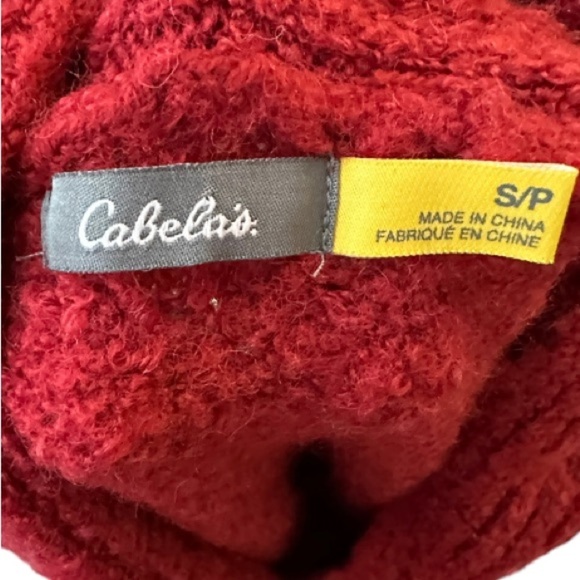 Cabela's.
S/P
MADE IN CHINA
FABRIQUÉ EN CHINE